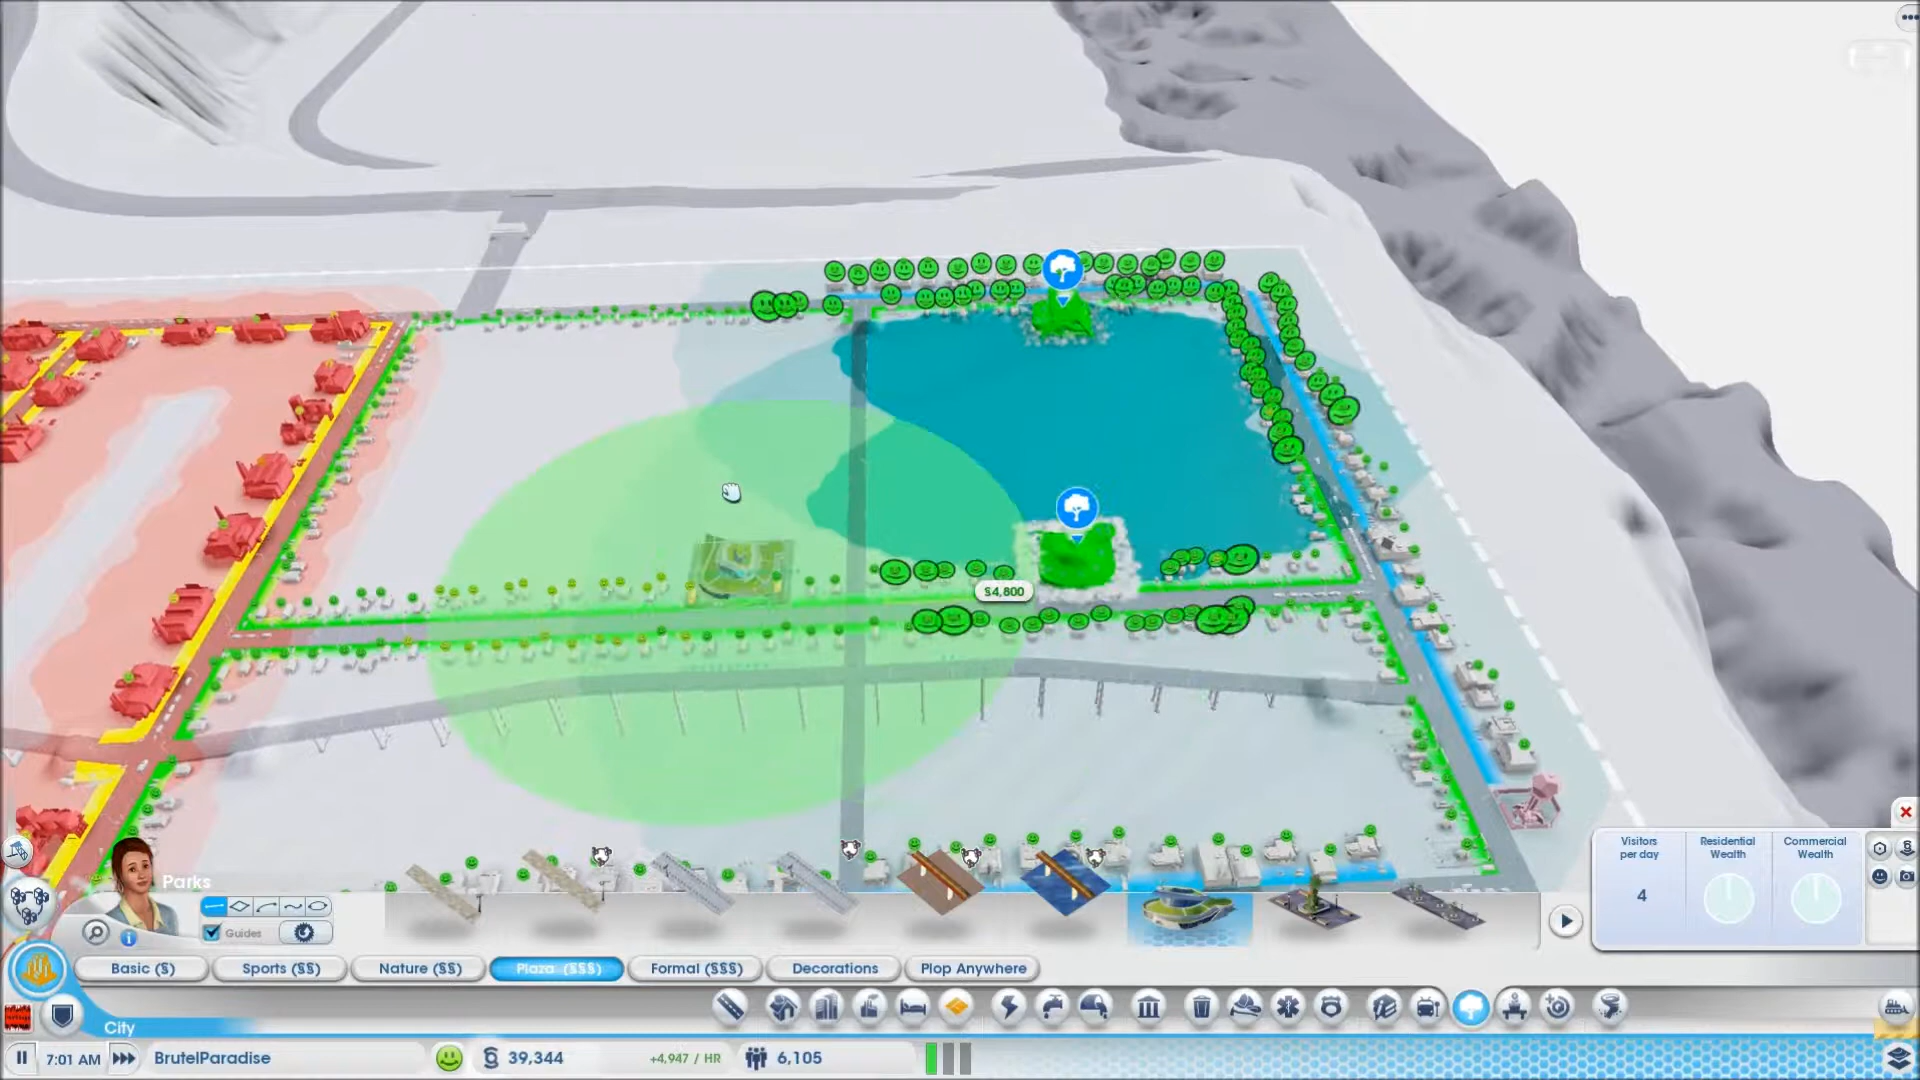 §4,800
Visitors per day
Residential Wealth
Commercial Wealth
4
Parks
Guides
Basic (§)
Sports (§§)
Nature (§§)
Plaza (§§§)
Formal (§§§)
Decorations
Plop Anywhere
City
7:01 AM
BrutelParadise
39,344
+4,947 / HR
6,105